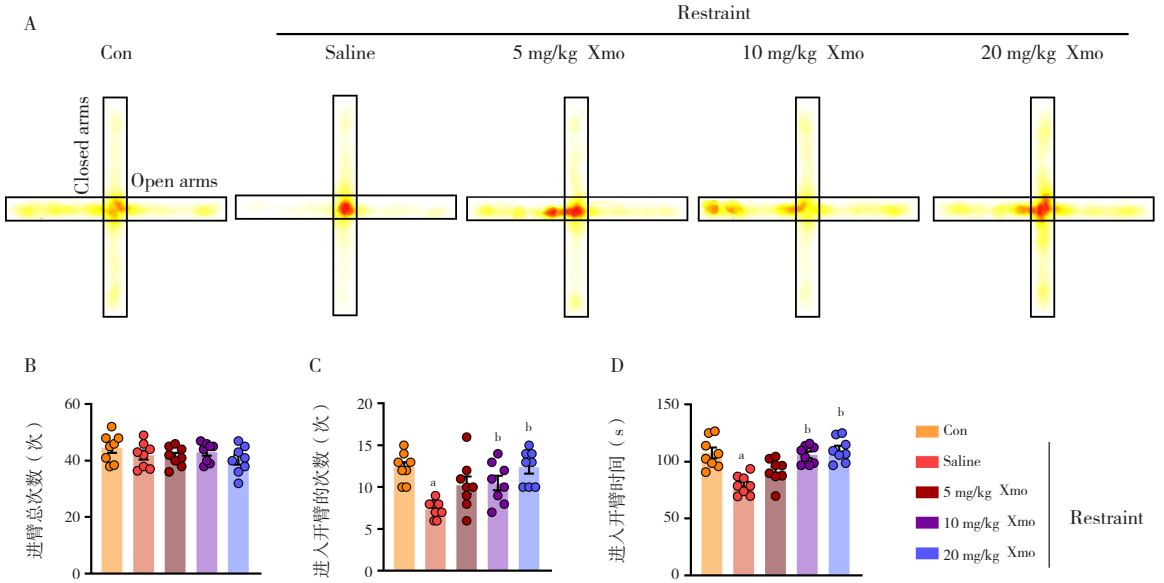 A
Restraint
Con
Saline
5 mg/kg Xmo
10 mg/kg Xmo
20 mg/kg Xmo
Closed arms
Open arms
B
进臂总次数（次）
60
40
20
0
C
进入开臂的次数（次）
20
15
10
5
0
a
b
b
D
进入开臂时间（s）
150
100
50
0
a
b
b
Con
Saline
5 mg/kg Xmo
10 mg/kg Xmo
20 mg/kg Xmo
Restraint